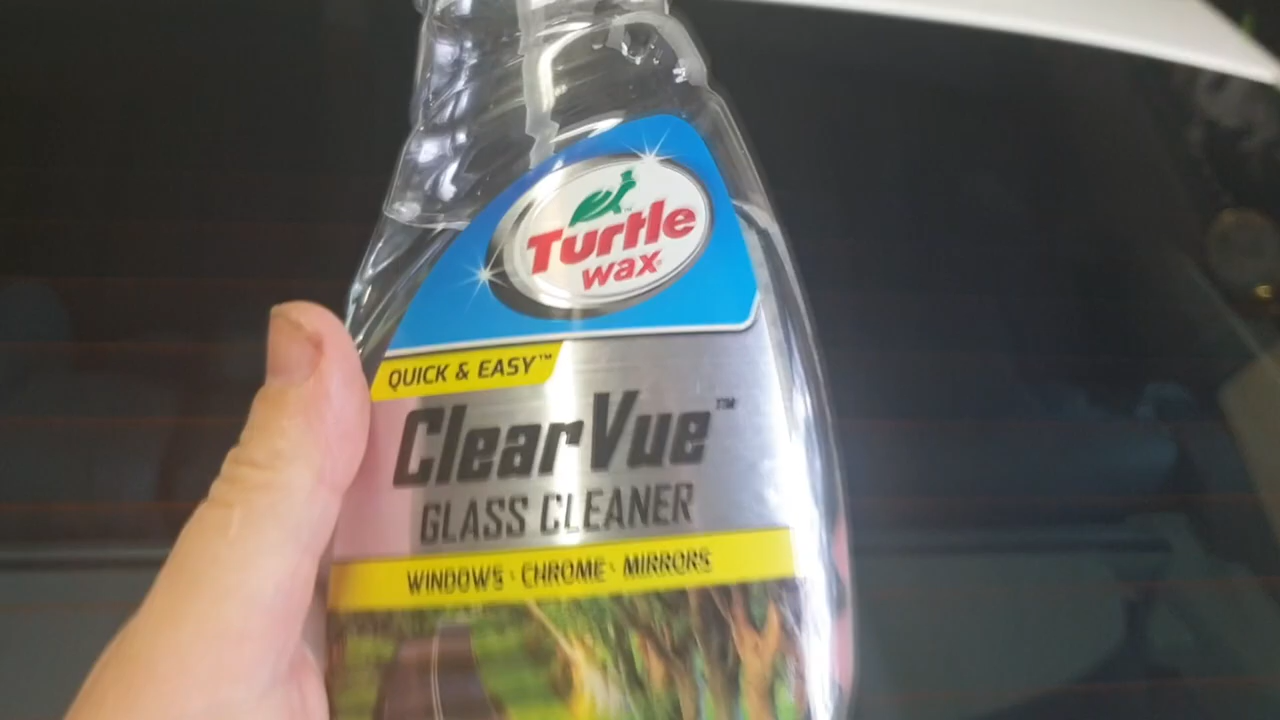 Turtle
wax®
QUICK & EASY™
ClearVue™
GLASS CLEANER
WINDOWS · CHROME · MIRRORS